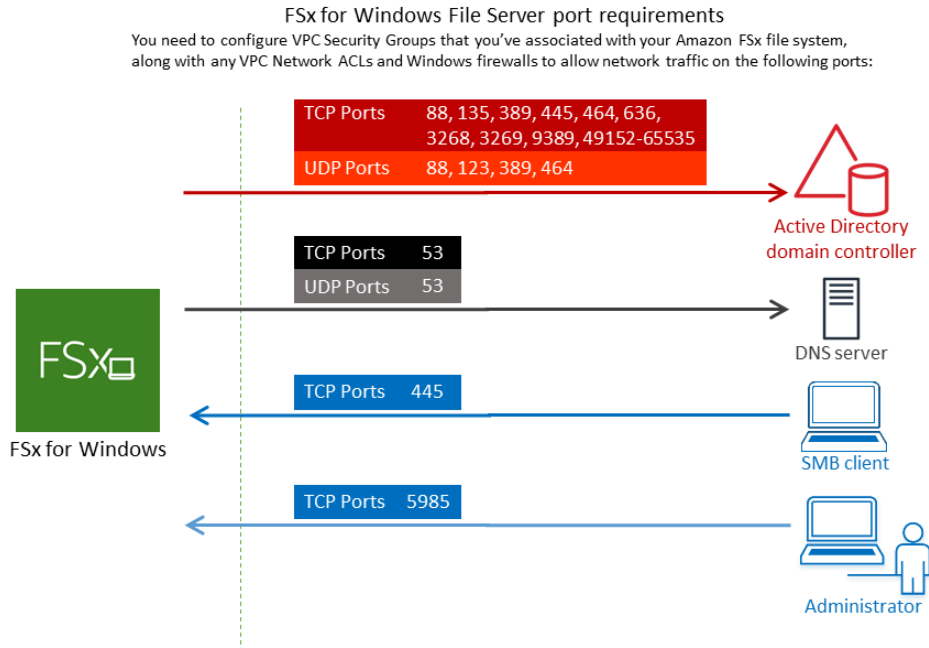 FSx for Windows File Server port requirements
You need to configure VPC Security Groups that you've associated with your Amazon FSx file system,
along with any VPC Network ACLs and Windows firewalls to allow network traffic on the following ports:
TCP Ports 88, 135, 389, 445, 464, 636,
3268, 3269, 9389, 49152-65535
UDP Ports 88, 123, 389, 464
Active Directory
domain controller
TCP Ports 53
UDP Ports 53
DNS server
FSx
FSx for Windows
TCP Ports 445
SMB client
TCP Ports 5985
Administrator